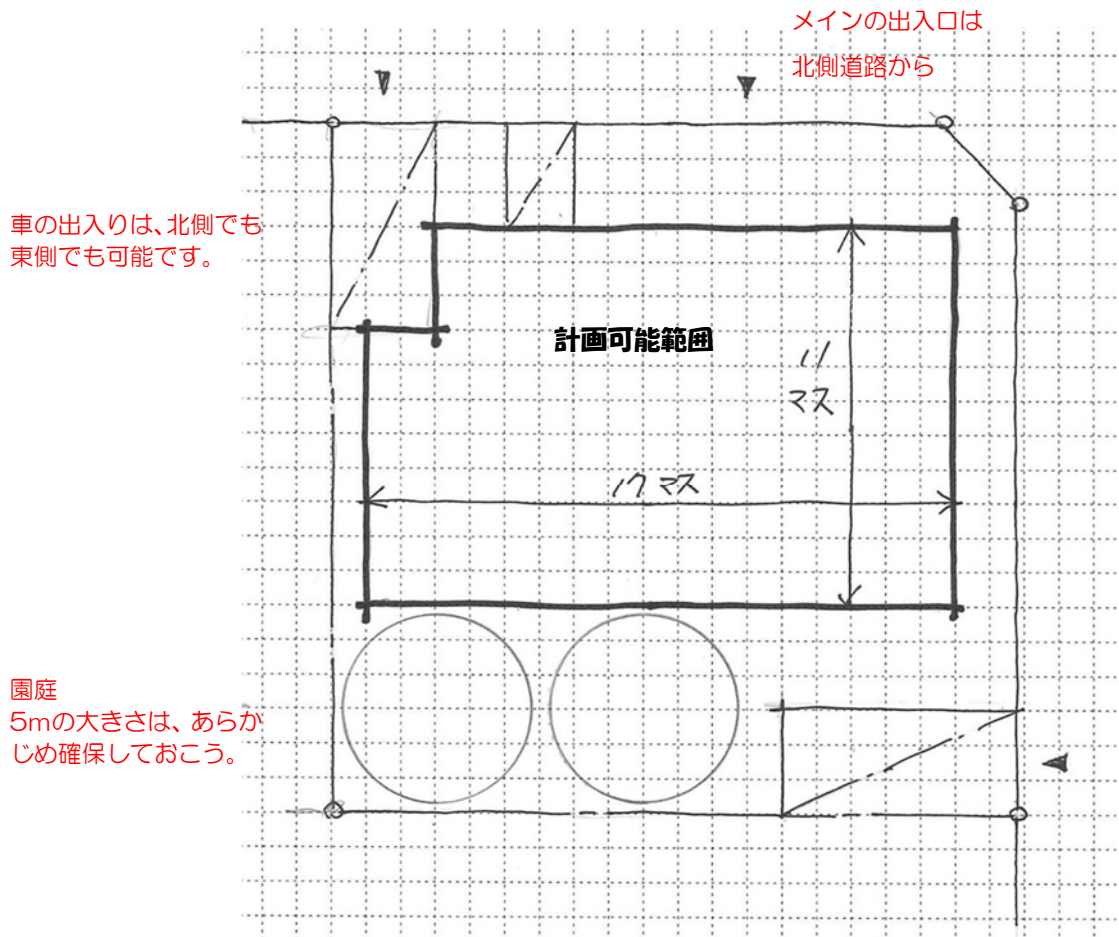 メインの出入口は
北側道路から
車の出入りは、北側でも
東側でも可能です。
計画可能範囲
11
マス
17マス
園庭
5mの大きさは、あらか
じめ確保しておこう。